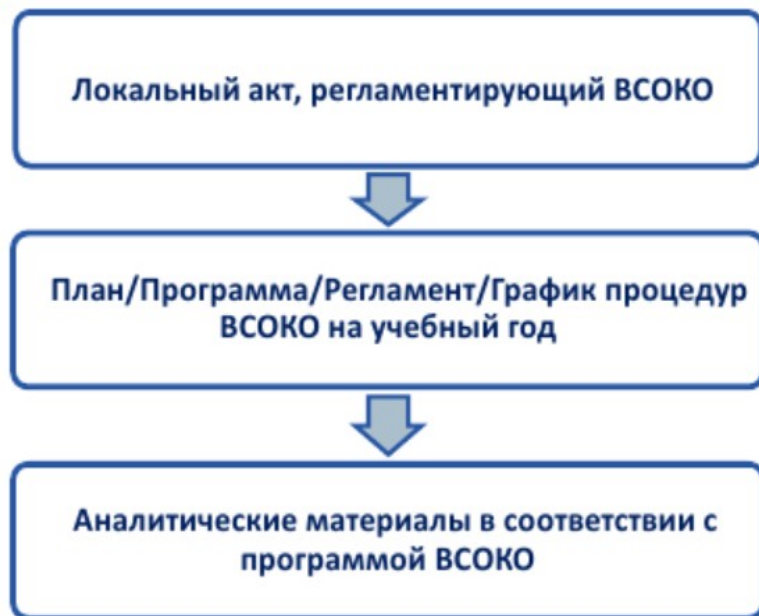 Локальный акт, регламентирующий ВСОКО
План/Программа/Регламент/График процедур
ВСОКО на учебный год
Аналитические материалы в соответствии с
программой ВСОКО